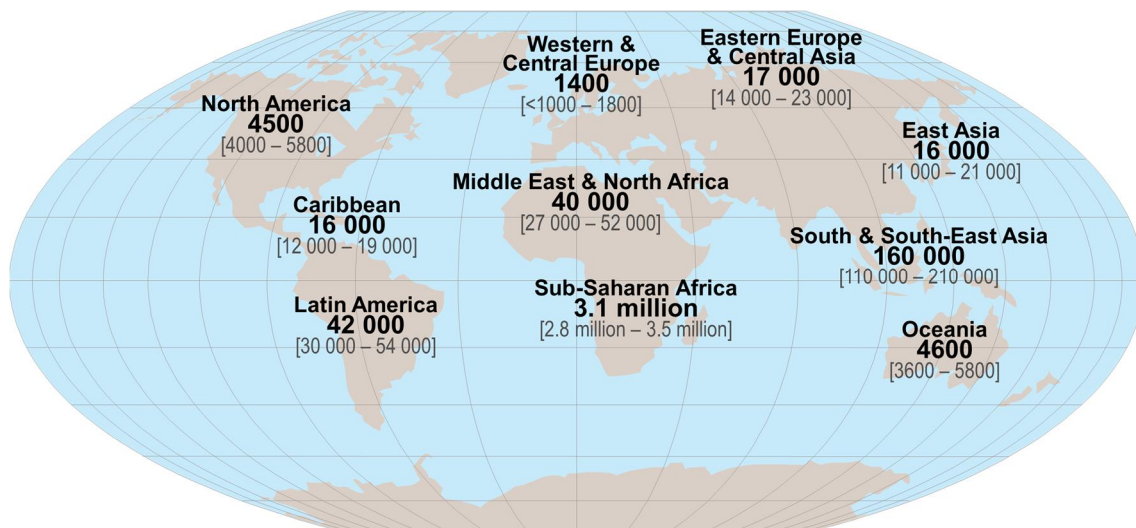 Western &
Central Europe
1400
[<1000 – 1800]
Eastern Europe
& Central Asia
17 000
[14 000 – 23 000]
North America
4500
[4000 – 5800]
East Asia
16 000
[11 000 – 21 000]
Middle East & North Africa
40 000
[27 000 – 52 000]
Caribbean
16 000
[12 000 – 19 000]
South & South-East Asia
160 000
[110 000 – 210 000]
Sub-Saharan Africa
3.1 million
[2.8 million – 3.5 million]
Latin America
42 000
[30 000 – 54 000]
Oceania
4600
[3600 – 5800]